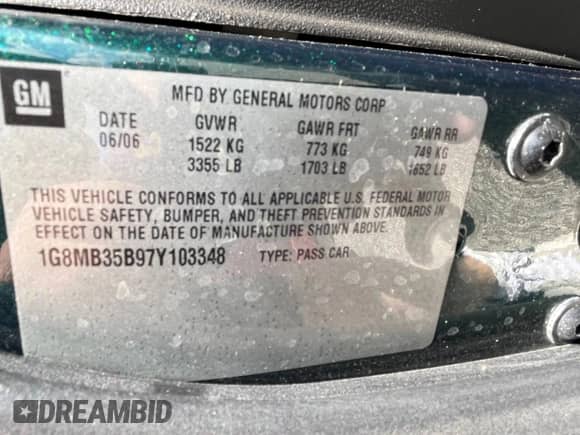 GM
MFD BY GENERAL MOTORS CORP
DATE GVWR GAWR FRT GAWR RR
06/06 1522 KG 773 KG 749 KG
3355 LB 1703 LB 1652 LB
THIS VEHICLE CONFORMS TO ALL APPLICABLE U.S. FEDERAL MOTOR
VEHICLE SAFETY, BUMPER, AND THEFT PREVENTION STANDARDS IN
EFFECT ON THE DATE OF MANUFACTURE SHOWN ABOVE.
1G8MB35B97Y103348 TYPE: PASS CAR
DREAMBID